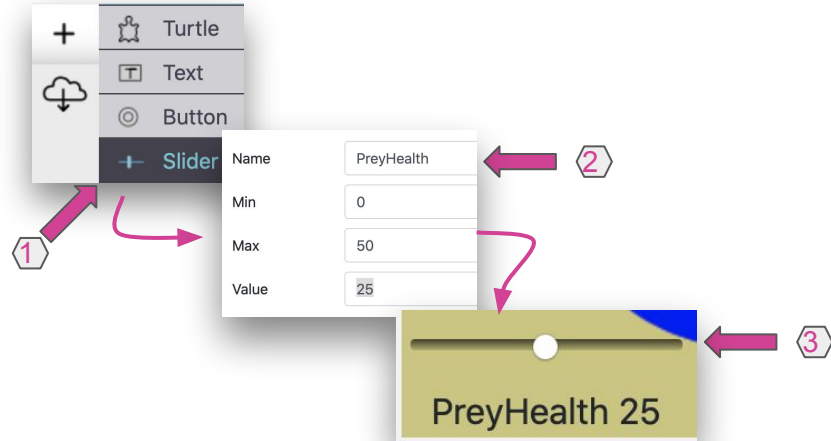 + Turtle
T Text
Button
Slider
1
Name PreyHealth
2
Min 0
Max 50
Value 25
3
PreyHealth 25